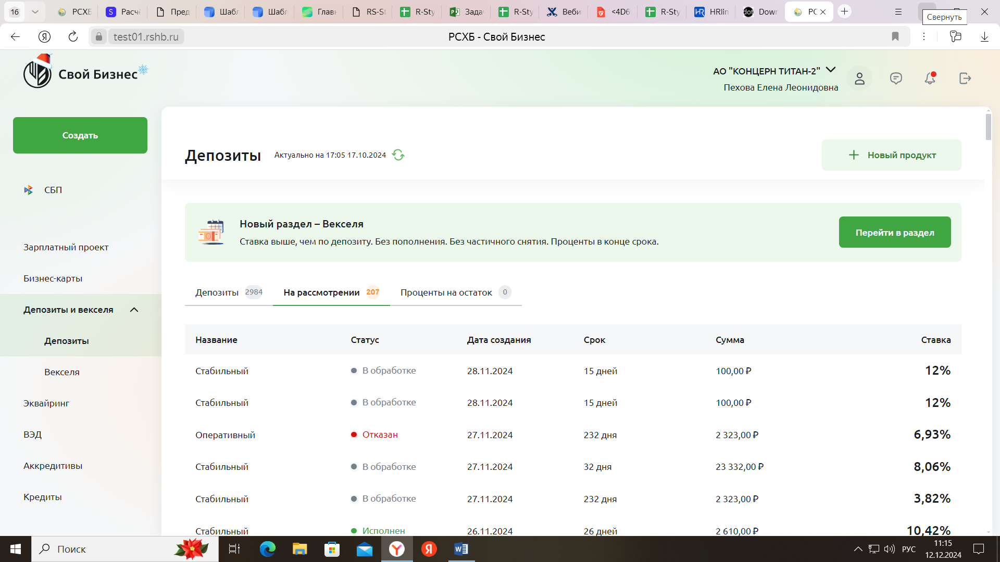 16
РСХБ
Расчё
Пред
Шабл
Шабл
Главн
RS-St
R-Sty
Зада
R-Sty
Веби
<4D6
R-Sty
HRlin
Down
РС
Свернуть
test01.rshb.ru
РСХБ - Свой Бизнес
Свой Бизнес
АО "КОНЦЕРН ТИТАН-2"
Пехова Елена Леонидовна
Создать
СБП
Зарплатный проект
Бизнес-карты
Депозиты и векселя
Депозиты
Векселя
Эквайринг
ВЭД
Аккредитивы
Кредиты
Депозиты Актуально на 17:05 17.10.2024
Новый продукт
Новый раздел – Векселя
Ставка выше, чем по депозиту. Без пополнения. Без частичного снятия. Проценты в конце срока.
Перейти в раздел
Депозиты 2984 На рассмотрении 207 Проценты на остаток 0
Название Статус Дата создания Срок Сумма Ставка
Стабильный В обработке 28.11.2024 15 дней 100,00 ₽ 12%
Стабильный В обработке 28.11.2024 15 дней 100,00 ₽ 12%
Оперативный Отказан 27.11.2024 232 дня 2 323,00 ₽ 6,93%
Стабильный В обработке 27.11.2024 32 дня 23 332,00 ₽ 8,06%
Стабильный В обработке 27.11.2024 232 дня 2 323,00 ₽ 3,82%
Стабильный Исполнен 26.11.2024 26 дней 2 610,00 ₽ 10,42%
Поиск
РУС
11:15
12.12.2024